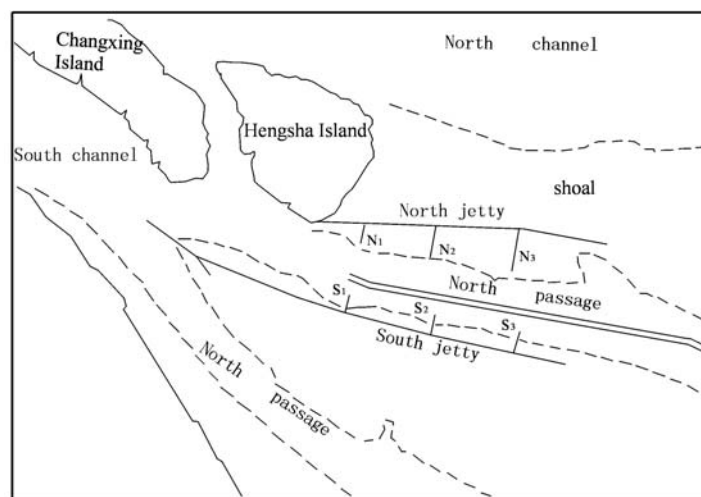 Changxing
Island
North channel
Hengsha Island
South channel
shoal
North jetty
N1
N2
N3
North
passage
S1
S2
S3
South jetty
North
passage